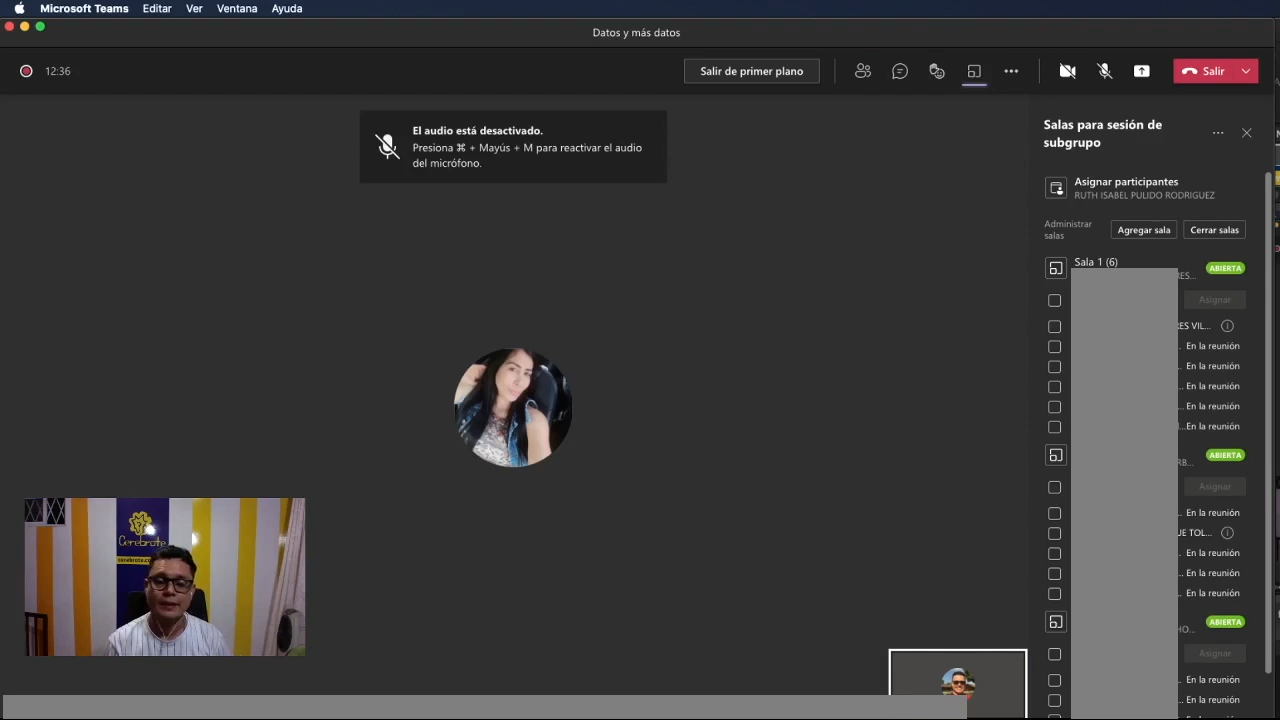 Microsoft Teams Editar Ver Ventana Ayuda
Datos y más datos
12:36
Salir de primer plano
Salir
El audio está desactivado.
Presiona ⌘ + Mayús + M para reactivar el audio
del micrófono.
Salas para sesión de
subgrupo
Asignar participantes
RUTH ISABEL PULIDO RODRIGUEZ
Administrar
salas
Agregar sala
Cerrar salas
Sala 1 (6)
ABIERTA
Asignar
En la reunión
En la reunión
En la reunión
En la reunión
En la reunión
ABIERTA
Asignar
En la reunión
En la reunión
En la reunión
En la reunión
ABIERTA
Asignar
En la reunión
En la reunión
Cerebrote